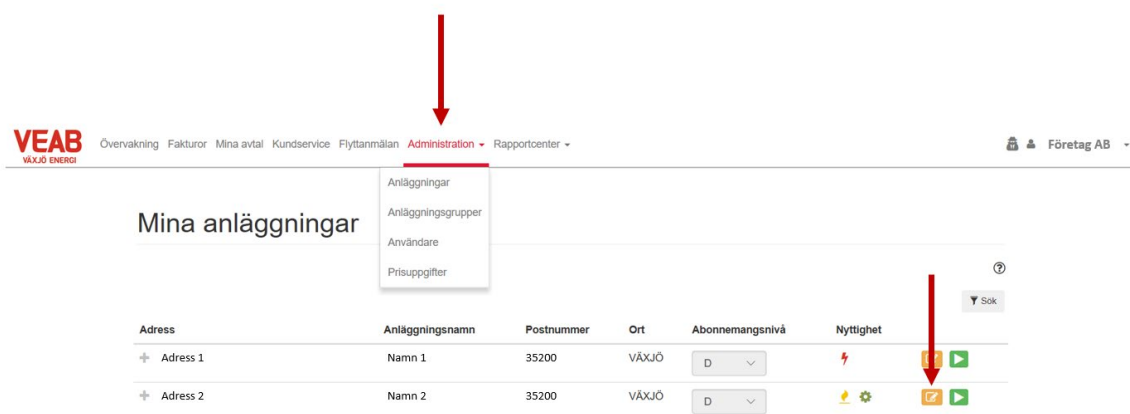 VEAB
VÄXJÖ ENERGI
Övervakning Fakturor Mina avtal Kundservice Flyttanmälan Administration Rapportcenter
Företag AB
Anläggningar
Anläggningsgrupper
Användare
Prisuppgifter
Mina anläggningar
Sök
Adress Anläggningsnamn Postnummer Ort Abonnemangsnivå Nyttighet
Adress 1 Namn 1 35200 VÄXJÖ D
Adress 2 Namn 2 35200 VÄXJÖ D